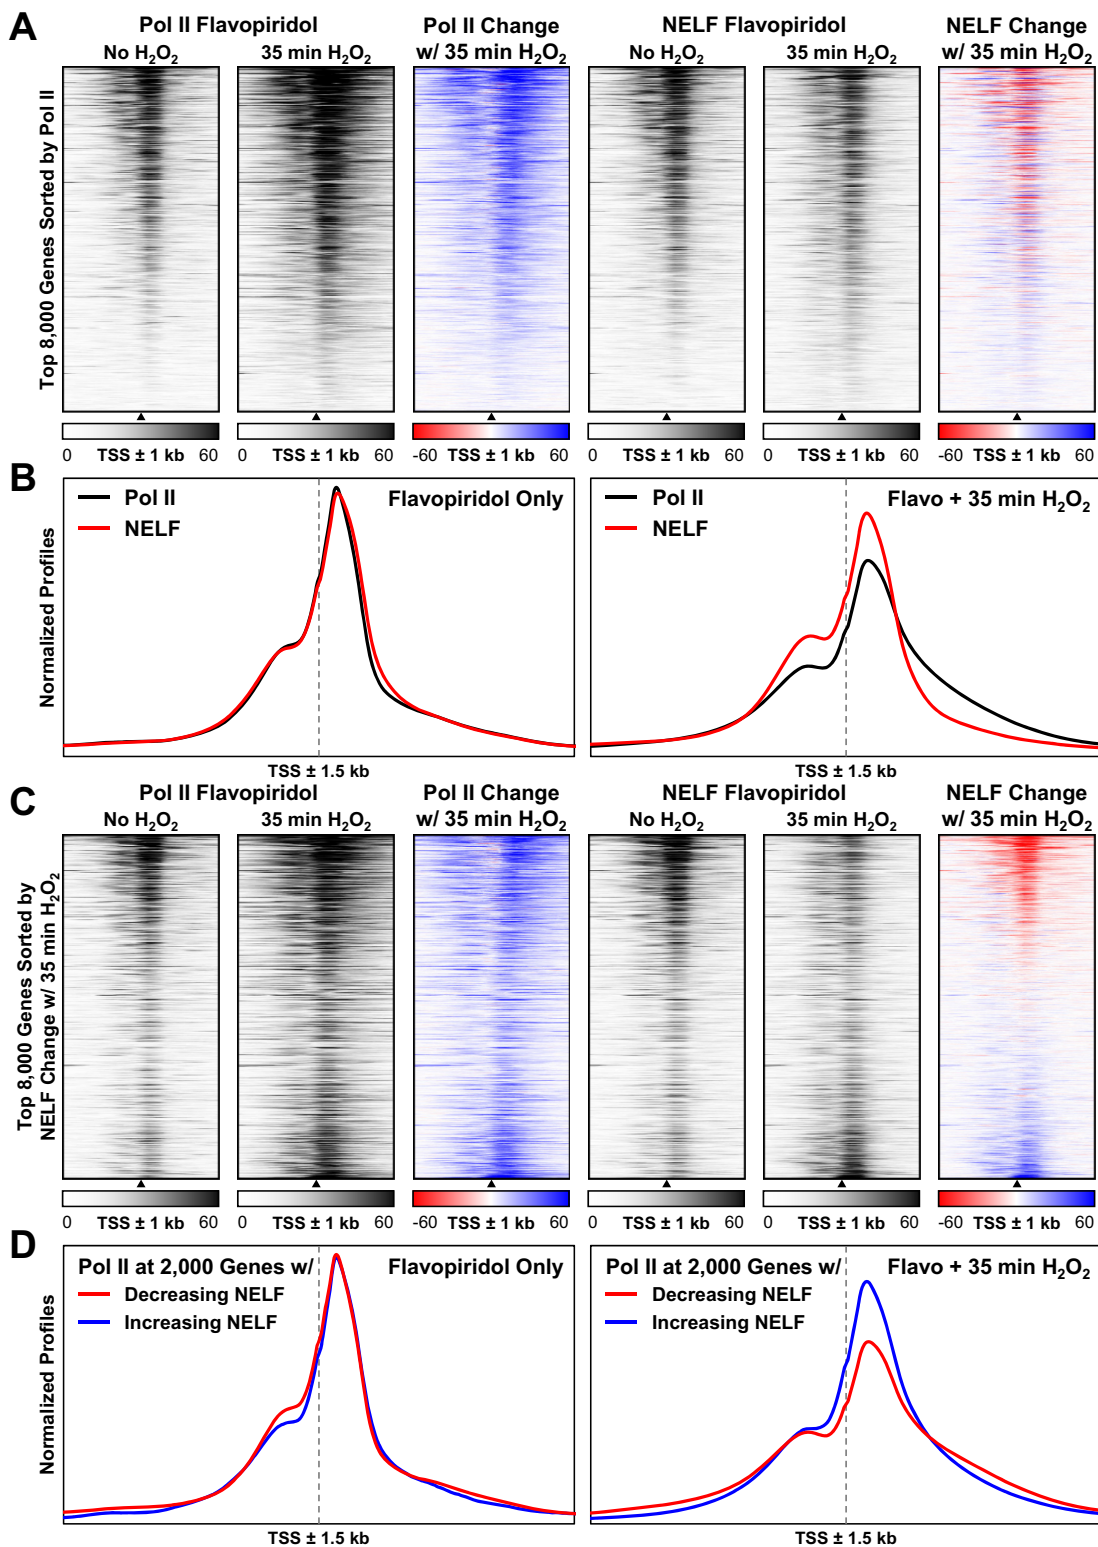 A
Pol II Flavopiridol
Pol II Change
w/ 35 min H₂O₂
NELF Flavopiridol
NELF Change
w/ 35 min H₂O₂
No H₂O₂
35 min H₂O₂
No H₂O₂
35 min H₂O₂
Top 8,000 Genes Sorted by Pol II
0 TSS ± 1 kb 60
0 TSS ± 1 kb 60
-60 TSS ± 1 kb 60
0 TSS ± 1 kb 60
0 TSS ± 1 kb 60
-60 TSS ± 1 kb 60
B
Normalized Profiles
Pol II
NELF
Flavopiridol Only
TSS ± 1.5 kb
Pol II
NELF
Flavo + 35 min H₂O₂
TSS ± 1.5 kb
C
Pol II Flavopiridol
Pol II Change
w/ 35 min H₂O₂
NELF Flavopiridol
NELF Change
w/ 35 min H₂O₂
No H₂O₂
35 min H₂O₂
No H₂O₂
35 min H₂O₂
Top 8,000 Genes Sorted by
NELF Change w/ 35 min H₂O₂
0 TSS ± 1 kb 60
0 TSS ± 1 kb 60
-60 TSS ± 1 kb 60
0 TSS ± 1 kb 60
0 TSS ± 1 kb 60
-60 TSS ± 1 kb 60
D
Normalized Profiles
Pol II at 2,000 Genes w/
Decreasing NELF
Increasing NELF
Flavopiridol Only
TSS ± 1.5 kb
Pol II at 2,000 Genes w/
Decreasing NELF
Increasing NELF
Flavo + 35 min H₂O₂
TSS ± 1.5 kb